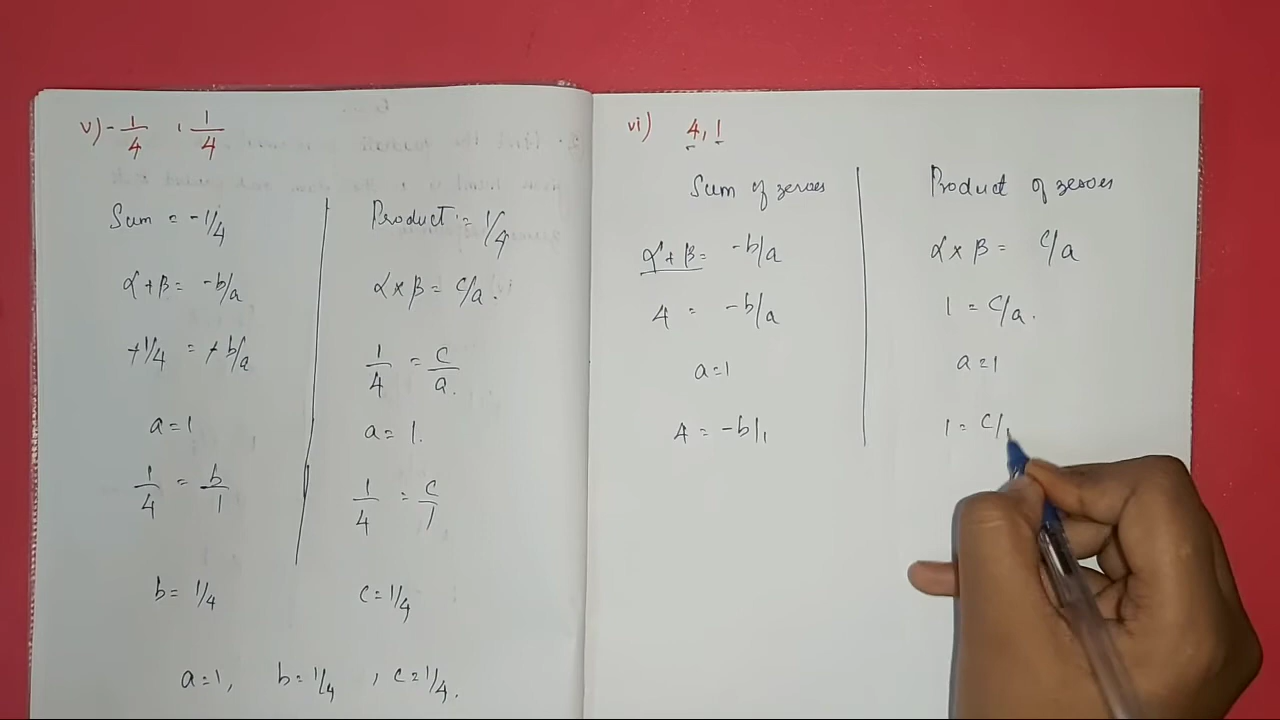 v) -1/4 , 1/4
Sum = -1/4
α+β = -b/a
+1/4 = +b/a
a=1
1/4 = b/1
b= 1/4
Product = 1/4
α×β = c/a.
1/4 = c/a.
a= 1.
1/4 = c/1
c= 1/4
a=1, b=1/4 , c=1/4.
vi) 4, 1
Sum of zeroes
α+β = -b/a
4 = -b/a
a=1
4 = -b/1
Product of zeroes
α×β = c/a
1 = c/a.
a=1
1= c/1